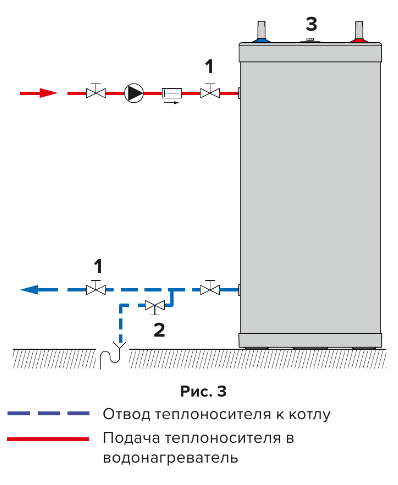 3
1
1
2
Рис. 3
Отвод теплоносителя к котлу
Подача теплоносителя в
водонагреватель